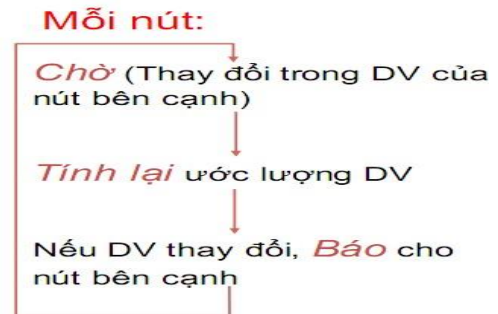 Mỗi nút:
Chờ (Thay đổi trong DV của
nút bên cạnh)
Tính lại ước lượng DV
Nếu DV thay đổi, Báo cho
nút bên cạnh